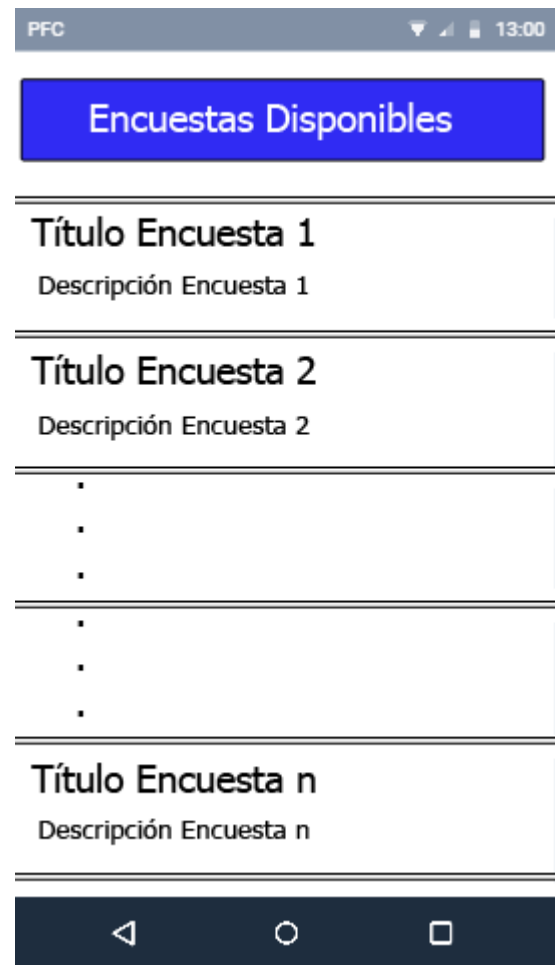 PFC 13:00
Encuestas Disponibles
Título Encuesta 1
Descripción Encuesta 1
Título Encuesta 2
Descripción Encuesta 2
.
.
.
.
.
.
Título Encuesta n
Descripción Encuesta n